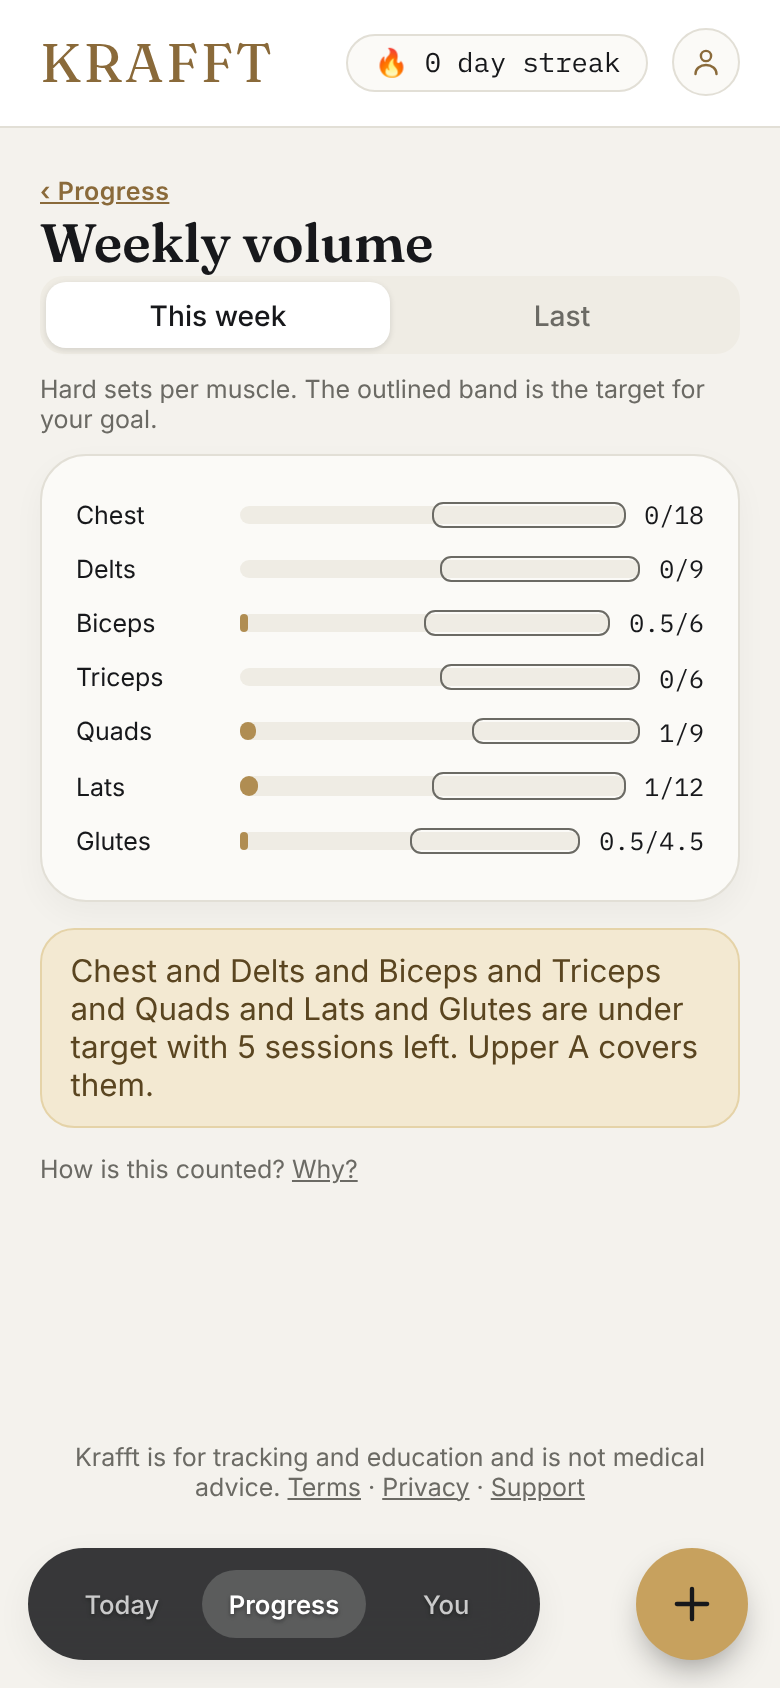 KRAFFT
🔥 0 day streak
‹ Progress
Weekly volume
This week
Last
Hard sets per muscle. The outlined band is the target for
your goal.
Chest 0/18
Delts 0/9
Biceps 0.5/6
Triceps 0/6
Quads 1/9
Lats 1/12
Glutes 0.5/4.5
Chest and Delts and Biceps and Triceps
and Quads and Lats and Glutes are under
target with 5 sessions left. Upper A covers
them.
How is this counted? Why?
Krafft is for tracking and education and is not medical
advice. Terms · Privacy · Support
Today
Progress
You